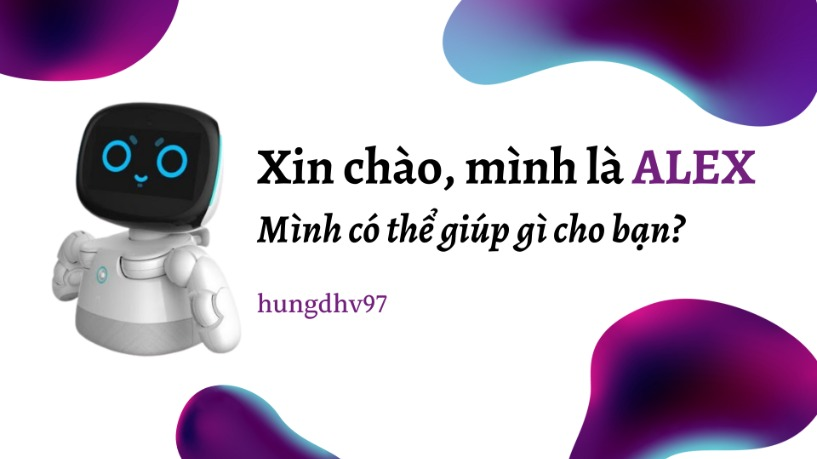 Xin chào, mình là ALEX
Mình có thể giúp gì cho bạn?
hungdhv97